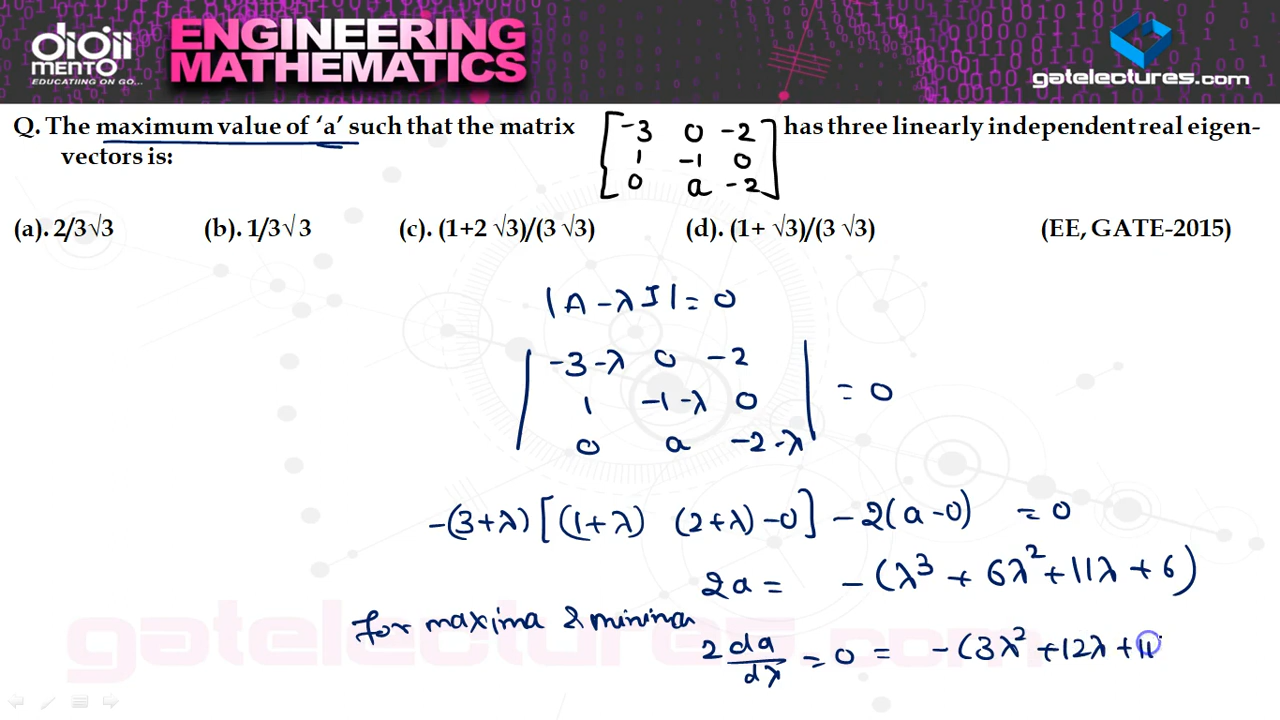 digii MENTO
EDUCATIING ON GO...
ENGINEERING MATHEMATICS
gatelectures.com
Q. The maximum value of ‘a’ such that the matrix [-3 0 -2; 1 -1 0; 0 a -2] has three linearly independent real eigen-
vectors is:
(a). 2/3√3 (b). 1/3√3 (c). (1+2 √3)/(3 √3) (d). (1+ √3)/(3 √3) (EE, GATE-2015)
|A - λI| = 0
| -3-λ 0 -2
1 -1-λ 0 | = 0
0 a -2-λ
-(3+λ)[(1+λ) (2+λ)-0] - 2(a-0) = 0
2a = -(λ³ + 6λ² + 11λ + 6)
for maxima & minima
2 da/dλ = 0 = -(3λ² + 12λ + 11
gatelectures.com